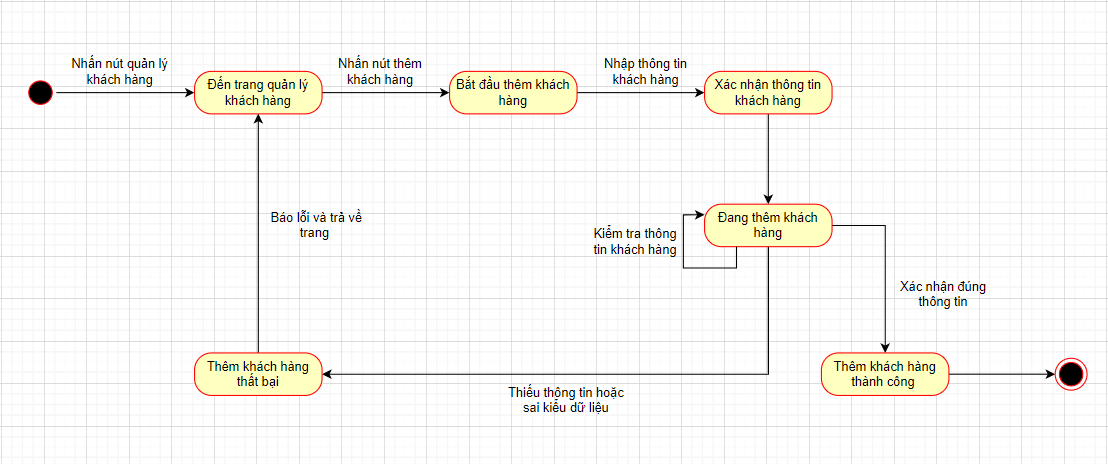 Nhấn nút quản lý
khách hàng
Đến trang quản lý
khách hàng
Nhấn nút thêm
khách hàng
Bắt đầu thêm khách
hàng
Nhập thông tin
khách hàng
Xác nhận thông tin
khách hàng
Báo lỗi và trả về
trang
Kiểm tra thông
tin khách hàng
Đang thêm khách
hàng
Xác nhận đúng
thông tin
Thêm khách hàng
thất bại
Thiếu thông tin hoặc
sai kiểu dữ liệu
Thêm khách hàng
thành công